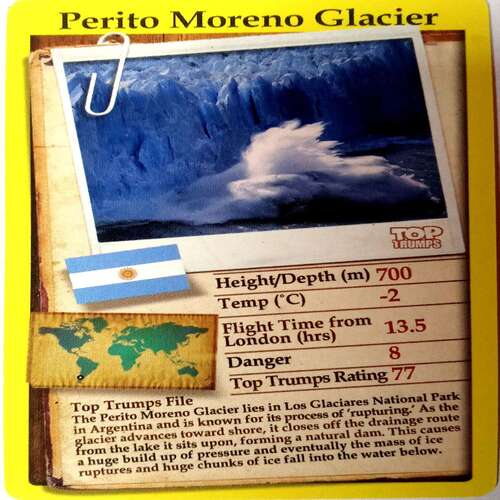 Perito Moreno Glacier
TOP
TRUMPS
Height/Depth (m) 700
Temp (°C) -2
Flight Time from
London (hrs) 13.5
Danger 8
Top Trumps Rating 77
Top Trumps File
The Perito Moreno Glacier lies in Los Glaciares National Park
in Argentina and is known for its process of 'rupturing.' As the
glacier advances toward shore, it closes off the drainage route
from the lake it sits upon, forming a natural dam. This causes
a huge build up of pressure and eventually the mass of ice
ruptures and huge chunks of ice fall into the water below.